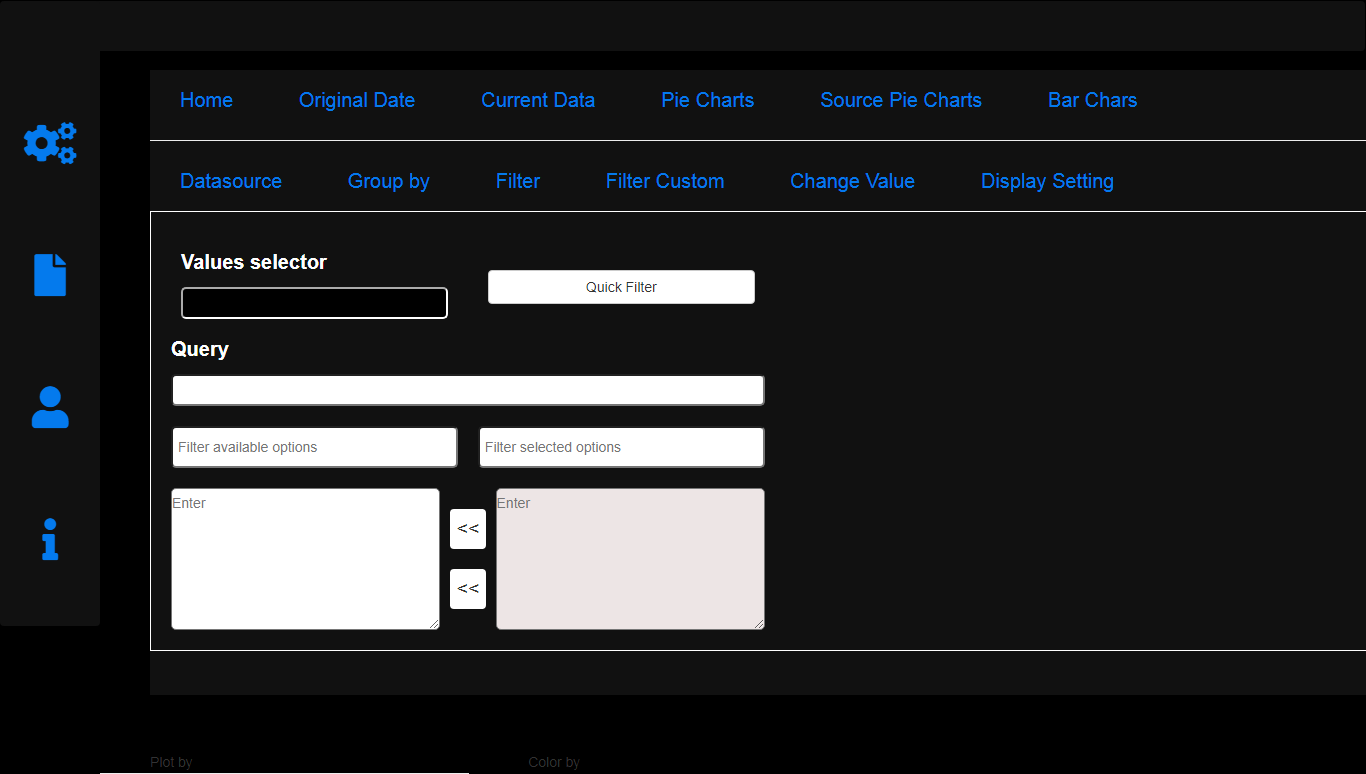 Home Original Date Current Data Pie Charts Source Pie Charts Bar Chars
Datasource Group by Filter Filter Custom Change Value Display Setting
Values selector
Quick Filter
Query
Filter available options Filter selected options
Enter Enter
<<
<<
Plot by Color by